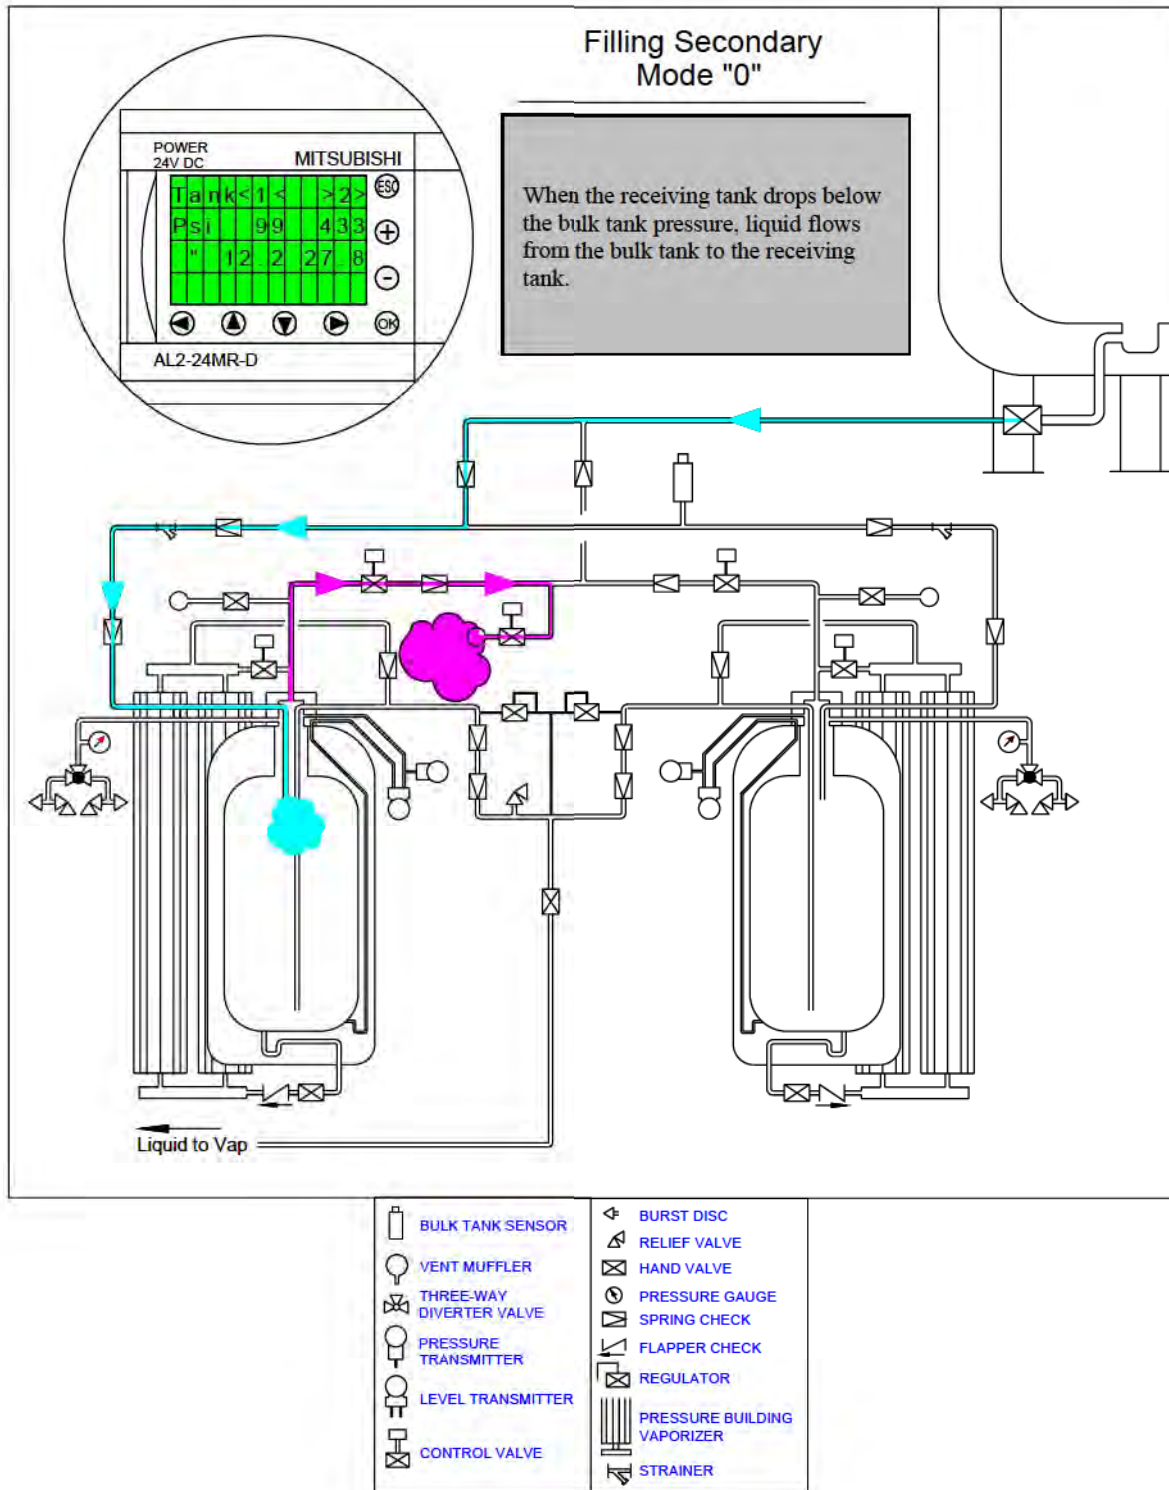 Filling Secondary
Mode "0"
POWER
24V DC
MITSUBISHI
Tank<1< >2>
Psi 99 433
" 12.2 27.8
ESC
+
-
OK
AL2-24MR-D
When the receiving tank drops below
the bulk tank pressure, liquid flows
from the bulk tank to the receiving
tank.
Liquid to Vap
BULK TANK SENSOR
VENT MUFFLER
THREE-WAY
DIVERTER VALVE
PRESSURE
TRANSMITTER
LEVEL TRANSMITTER
CONTROL VALVE
BURST DISC
RELIEF VALVE
HAND VALVE
PRESSURE GAUGE
SPRING CHECK
FLAPPER CHECK
REGULATOR
PRESSURE BUILDING
VAPORIZER
STRAINER